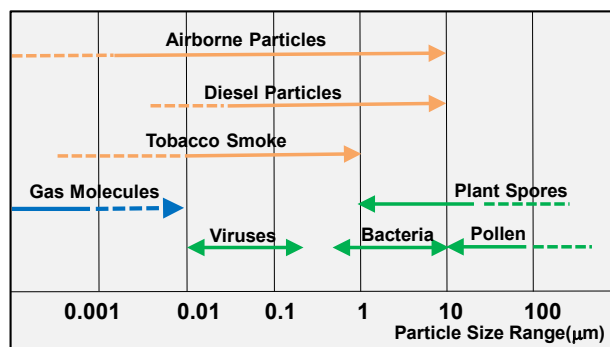 Airborne Particles
Diesel Particles
Tobacco Smoke
Gas Molecules
Plant Spores
Viruses
Bacteria
Pollen
0.001 0.01 0.1 1 10 100
Particle Size Range(μm)